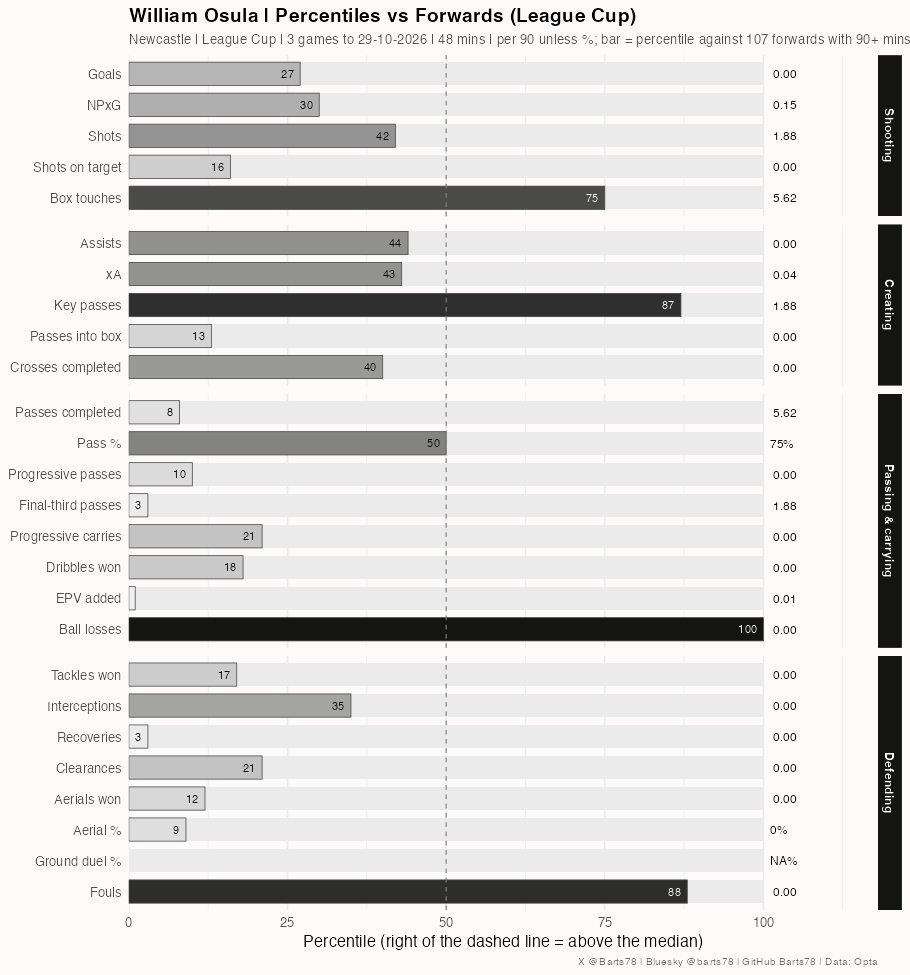 William Osula | Percentiles vs Forwards (League Cup)
Newcastle | League Cup | 3 games to 29-10-2026 | 48 mins | per 90 unless %; bar = percentile against 107 forwards with 90+ mins
Goals 27 0.00
NPxG 30 0.15
Shots 42 1.88
Shots on target 16 0.00
Box touches 75 5.62
Shooting
Assists 44 0.00
xA 43 0.04
Key passes 87 1.88
Passes into box 13 0.00
Crosses completed 40 0.00
Creating
Passes completed 8 5.62
Pass % 50 75%
Progressive passes 10 0.00
Final-third passes 3 1.88
Progressive carries 21 0.00
Dribbles won 18 0.00
EPV added 0.01
Ball losses 100 0.00
Passing & carrying
Tackles won 17 0.00
Interceptions 35 0.00
Recoveries 3 0.00
Clearances 21 0.00
Aerials won 12 0.00
Aerial % 9 0%
Ground duel % NA%
Fouls 88 0.00
Defending
0 25 50 75 100
Percentile (right of the dashed line = above the median)
X @Barts78 | Bluesky @barts78 | GitHub Barts78 | Data: Opta